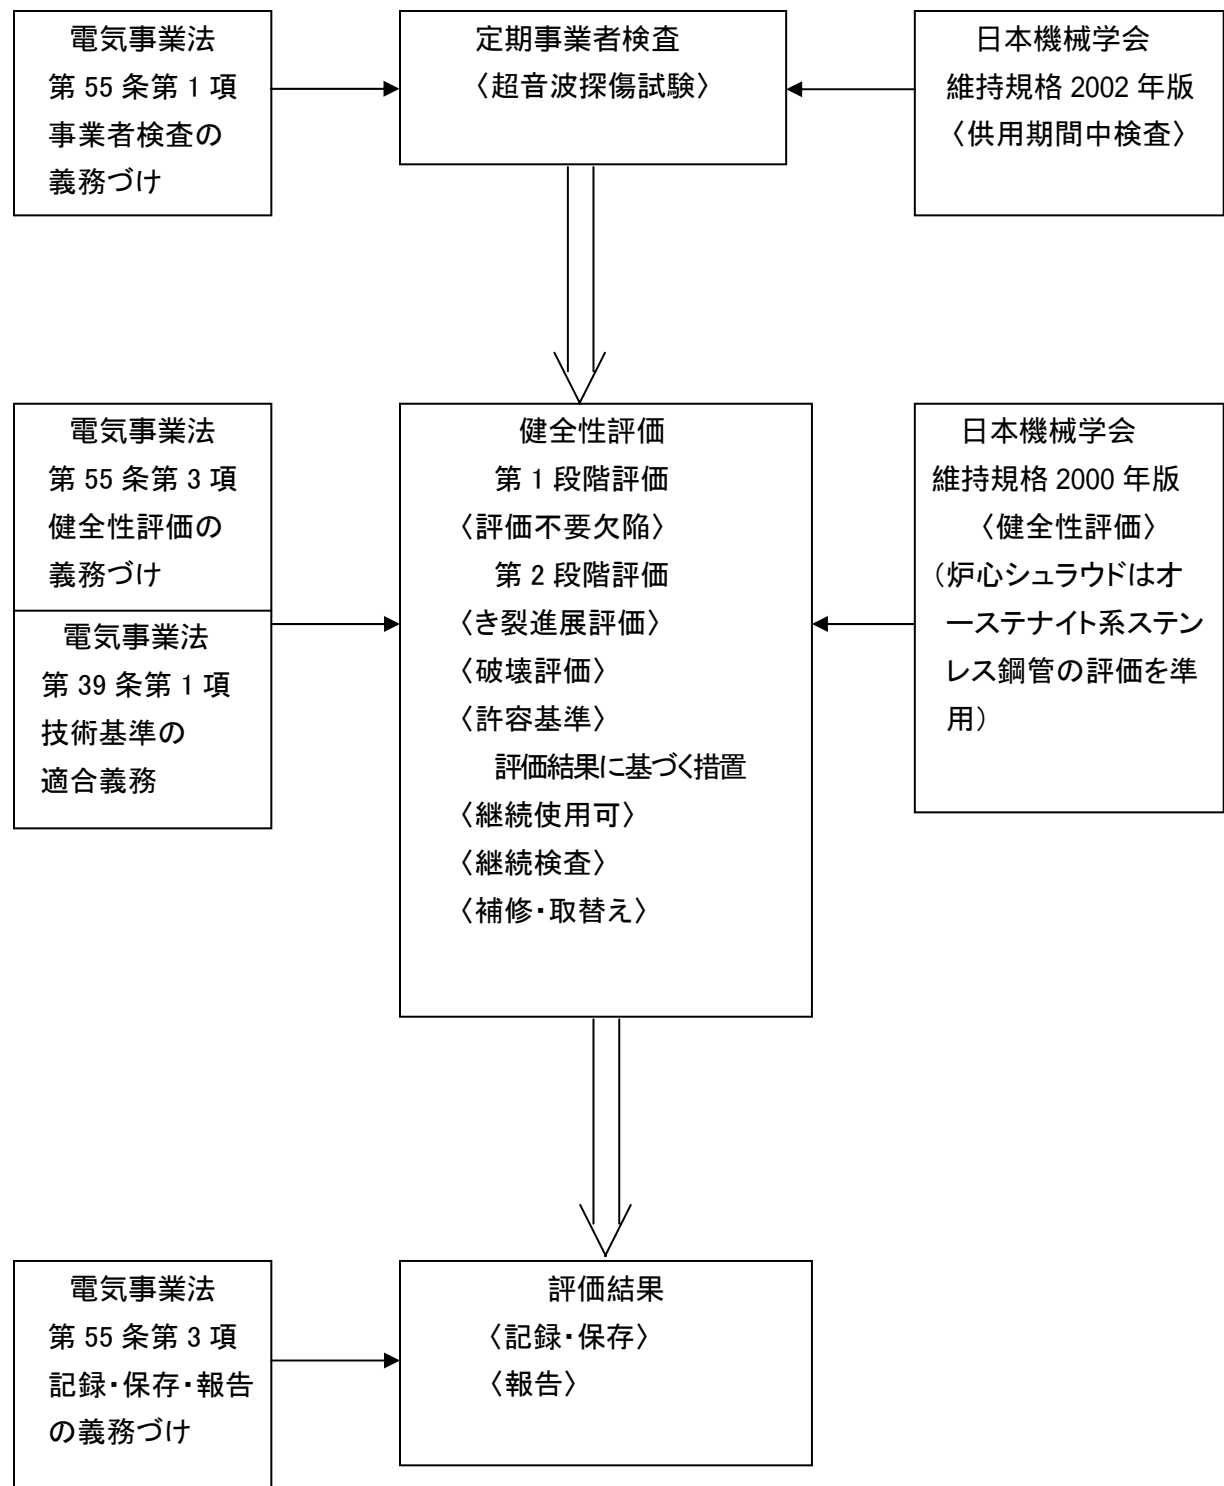 電気事業法
第 55 条第 1 項
事業者検査の
義務づけ
定期事業者検査
〈超音波探傷試験〉
日本機械学会
維持規格 2002 年版
〈供用期間中検査〉
電気事業法
第 55 条第 3 項
健全性評価の
義務づけ
電気事業法
第 39 条第 1 項
技術基準の
適合義務
健全性評価
第 1 段階評価
〈評価不要欠陥〉
第 2 段階評価
〈き裂進展評価〉
〈破壊評価〉
〈許容基準〉
評価結果に基づく措置
〈継続使用可〉
〈継続検査〉
〈補修・取替え〉
日本機械学会
維持規格 2000 年版
〈健全性評価〉
（炉心シュラウドはオ
ーステナイト系ステン
レス鋼管の評価を準
用）
電気事業法
第 55 条第 3 項
記録・保存・報告
の義務づけ
評価結果
〈記録・保存〉
〈報告〉